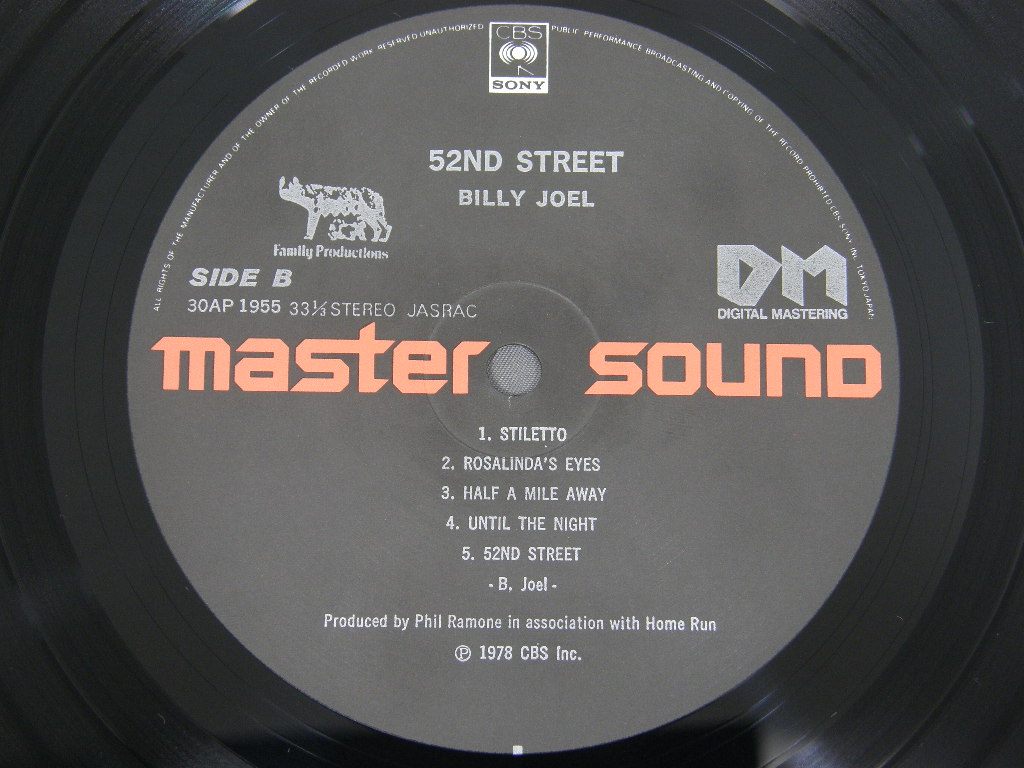 ALL RIGHTS OF THE MANUFACTURER AND OF THE OWNER OF THE RECORDED WORK RESERVED UNAUTHORIZED PUBLIC PERFORMANCE BROADCASTING AND COPYING OF THE RECORD PROHIBITED CBS SONY INC. TOKYO JAPAN
CBS
SONY
52ND STREET
BILLY JOEL
Family Productions
DM
DIGITAL MASTERING
SIDE B
30AP 1955 33⅓ STEREO JASRAC
master sound
1. STILETTO
2. ROSALINDA'S EYES
3. HALF A MILE AWAY
4. UNTIL THE NIGHT
5. 52ND STREET
- B. Joel -
Produced by Phil Ramone in association with Home Run
Ⓟ 1978 CBS Inc.